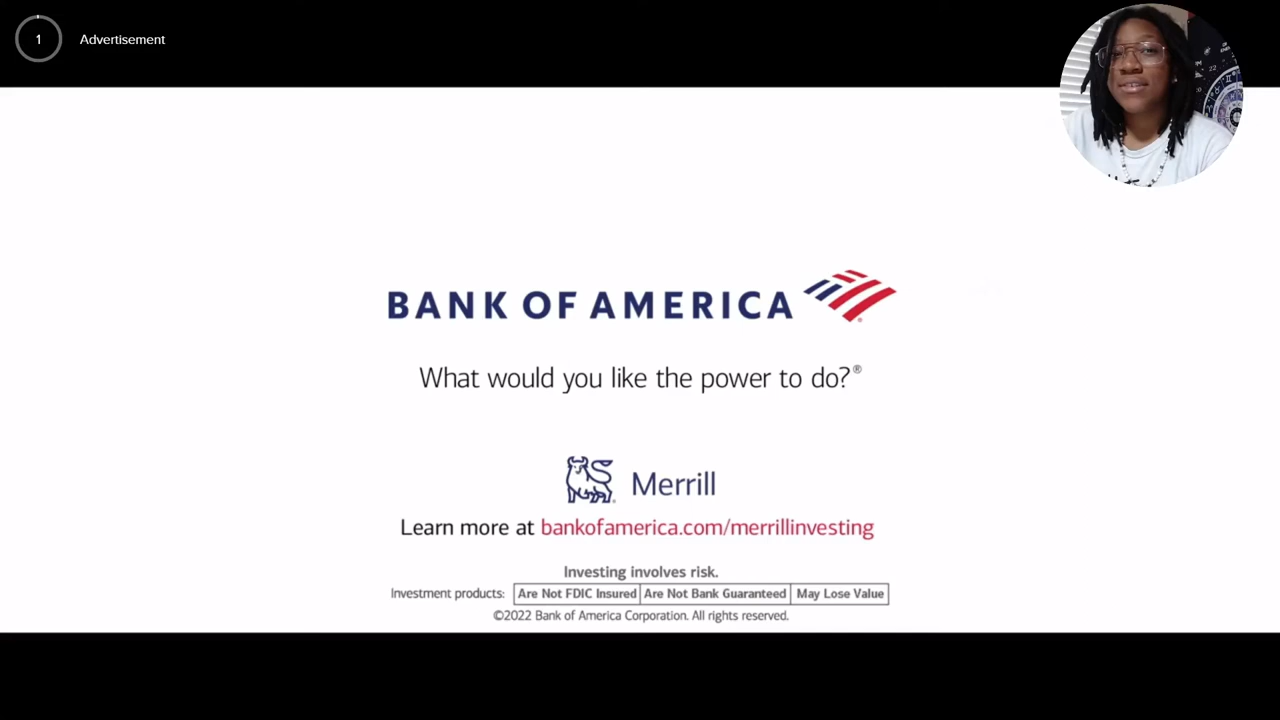 1
Advertisement
BANK OF AMERICA
What would you like the power to do?®
Merrill
Learn more at bankofamerica.com/merrillinvesting
Investing involves risk.
Investment products: Are Not FDIC Insured Are Not Bank Guaranteed May Lose Value
©2022 Bank of America Corporation. All rights reserved.